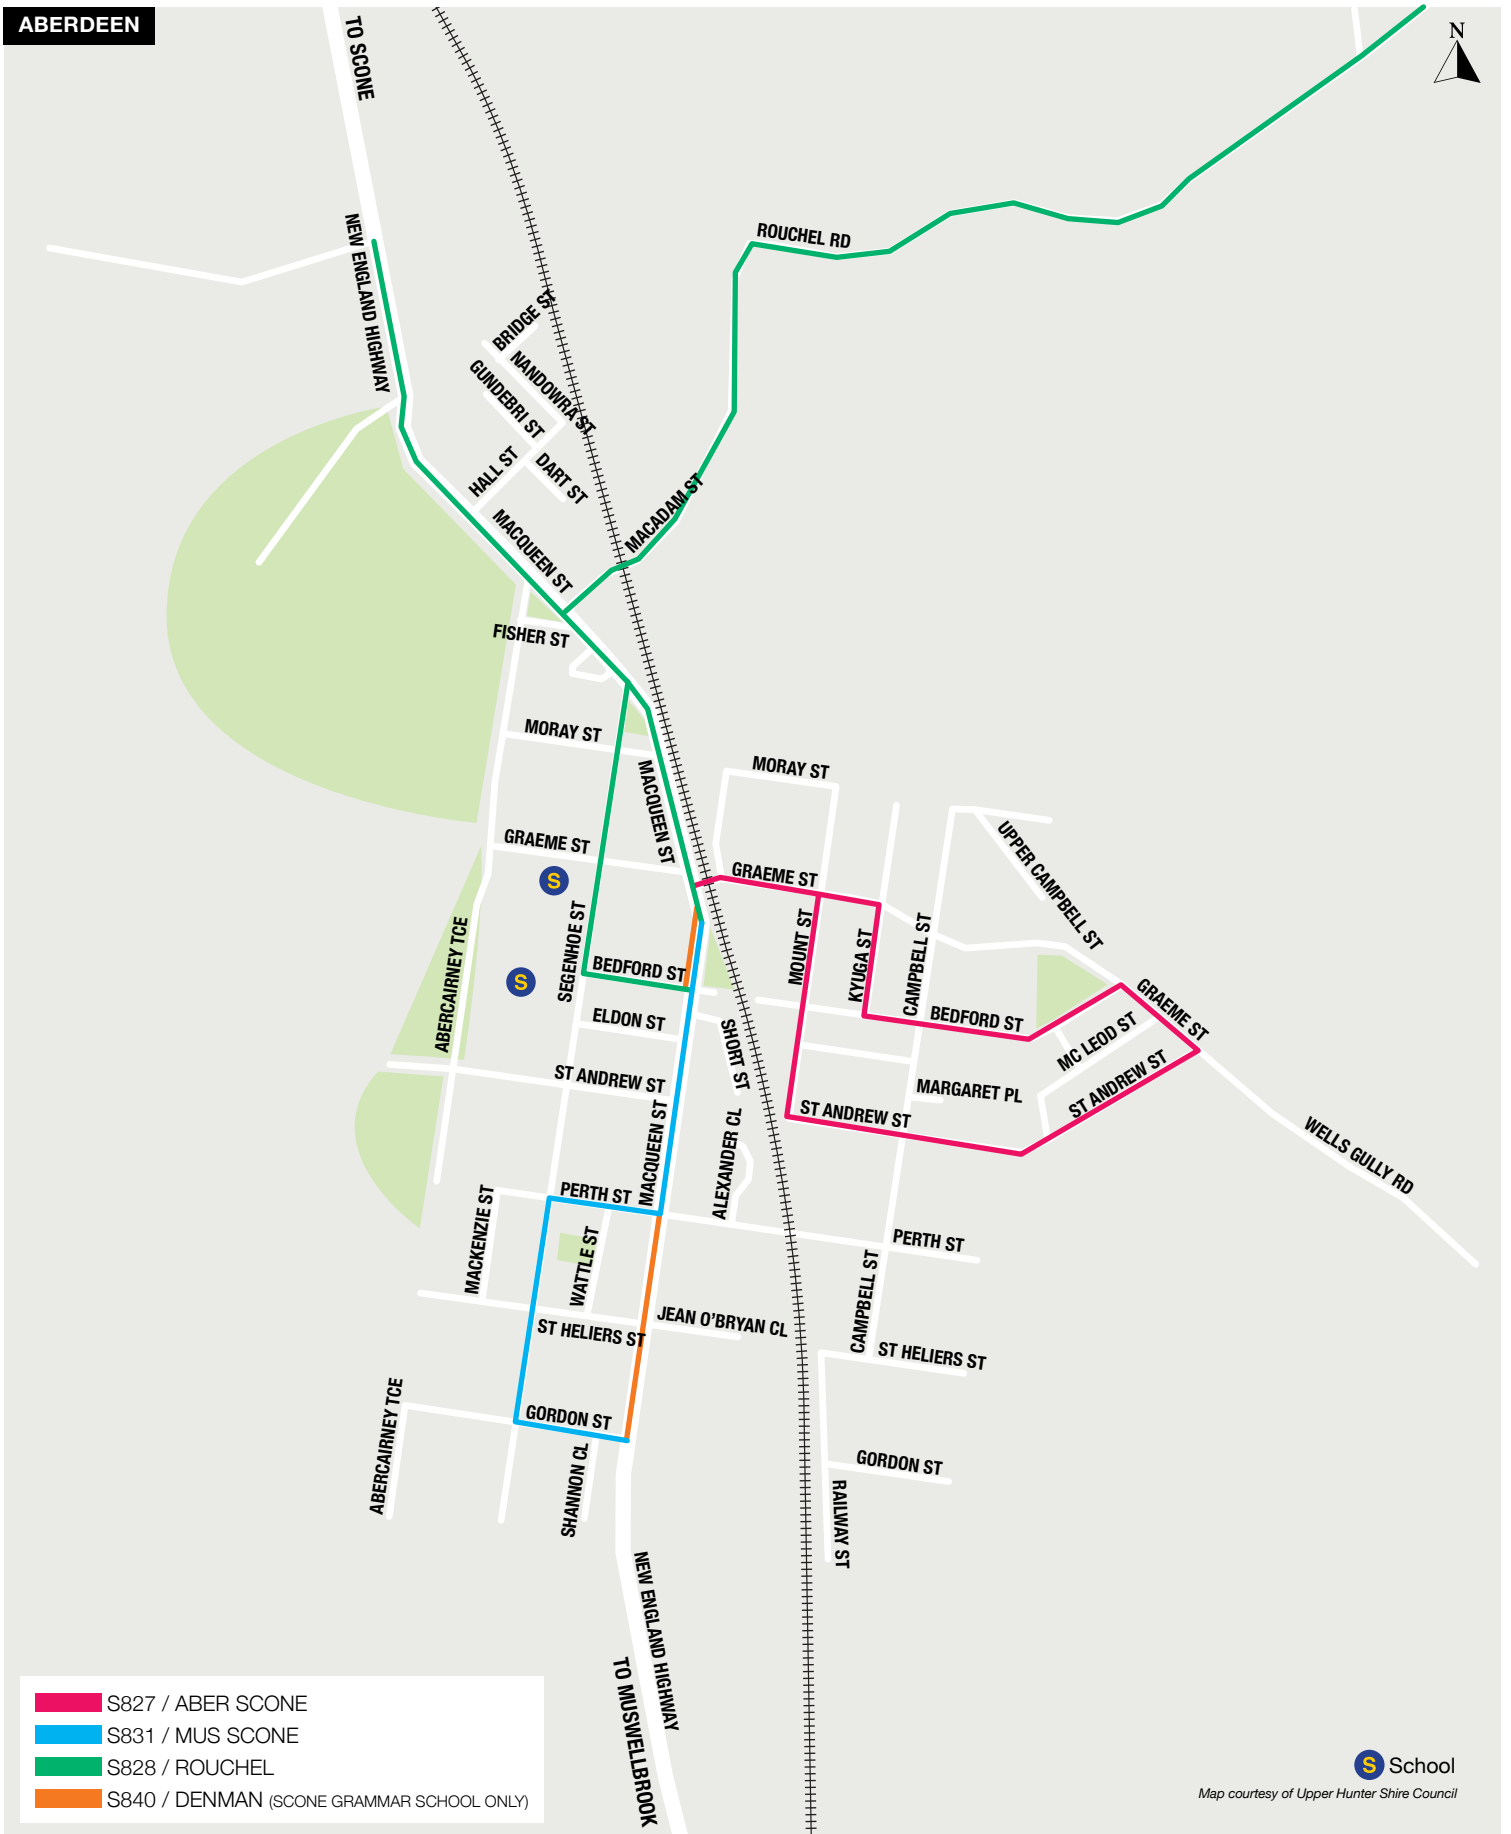 ABERDEEN
TO SCONE
N
NEW ENGLAND HIGHWAY
ROUCHEL RD
BRIDGE ST
NANDOWRA ST
GUNDEBRI ST
HALL ST
DART ST
MACQUEEN ST
MACADAM ST
FISHER ST
MORAY ST
MACQUEEN ST
MORAY ST
GRAEME ST
S
GRAEME ST
UPPER CAMPBELL ST
SEGENHOE ST
MOUNT ST
KYUGA ST
CAMPBELL ST
ABERCAIRNEY TCE
S
BEDFORD ST
BEDFORD ST
GRAEME ST
ELDON ST
SHORT ST
MC LEOD ST
ST ANDREW ST
MARGARET PL
ST ANDREW ST
ST ANDREW ST
MACQUEEN ST
ALEXANDER CL
WELLS GULLY RD
MACKENZIE ST
PERTH ST
WATTLE ST
PERTH ST
CAMPBELL ST
ST HELIERS ST
JEAN O'BRYAN CL
ST HELIERS ST
ABERCAIRNEY TCE
GORDON ST
SHANNON CL
GORDON ST
RAILWAY ST
NEW ENGLAND HIGHWAY
TO MUSWELLBROOK
S827 / ABER SCONE
S831 / MUS SCONE
S828 / ROUCHEL
S840 / DENMAN (SCONE GRAMMAR SCHOOL ONLY)
S School
Map courtesy of Upper Hunter Shire Council